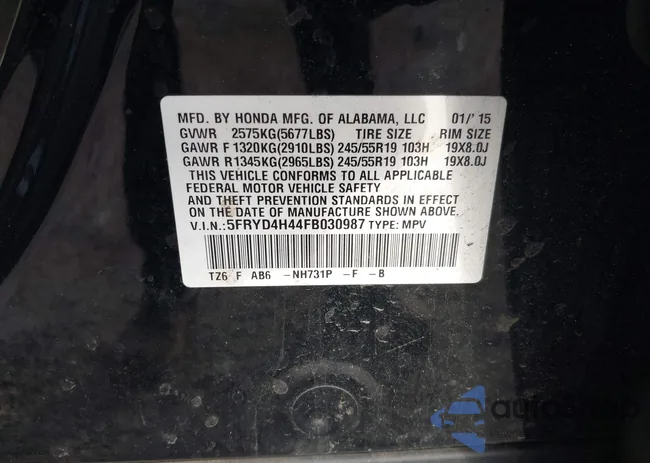 MFD. BY HONDA MFG. OF ALABAMA, LLC 01/'15
GVWR 2575KG(5677LBS) TIRE SIZE RIM SIZE
GAWR F 1320KG(2910LBS) 245/55R19 103H 19X8.0J
GAWR R1345KG(2965LBS) 245/55R19 103H 19X8.0J
THIS VEHICLE CONFORMS TO ALL APPLICABLE
FEDERAL MOTOR VEHICLE SAFETY
AND THEFT PREVENTION STANDARDS IN EFFECT
ON THE DATE OF MANUFACTURE SHOWN ABOVE.
V.I.N.:5FRYD4H44FB030987 TYPE: MPV
TZ6 F AB6 -NH731P -F -B